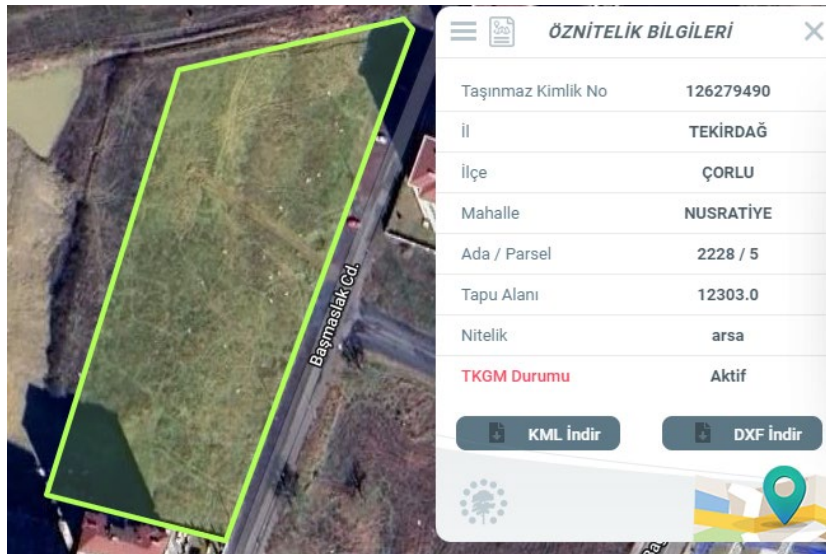 ÖZNİTELİK BİLGİLERİ
Taşınmaz Kimlik No 126279490
İl TEKİRDAĞ
İlçe ÇORLU
Mahalle NUSRATİYE
Ada / Parsel 2228 / 5
Tapu Alanı 12303.0
Nitelik arsa
TKGM Durumu Aktif
KML İndir DXF İndir
Başmaslak Cd.